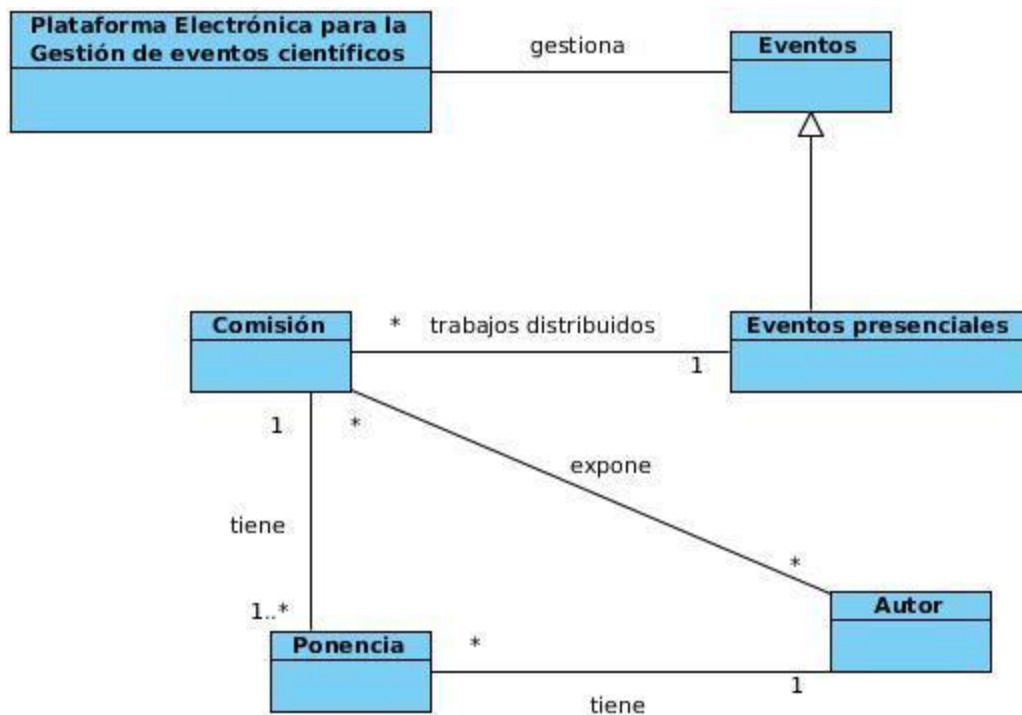 Plataforma Electrónica para la
Gestión de eventos científicos
gestiona
Eventos
Comisión
* trabajos distribuidos
1
Eventos presenciales
1
*
expone
tiene
*
1..*
Autor
Ponencia
*
1
tiene